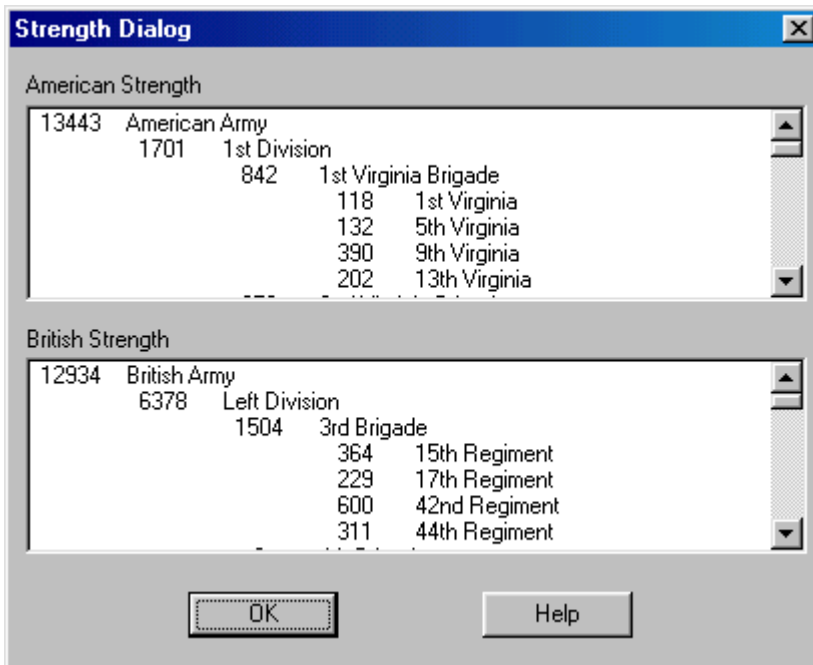 Strength Dialog
American Strength
13443 American Army
1701 1st Division
842 1st Virginia Brigade
118 1st Virginia
132 5th Virginia
390 9th Virginia
202 13th Virginia
British Strength
12934 British Army
6378 Left Division
1504 3rd Brigade
364 15th Regiment
229 17th Regiment
600 42nd Regiment
311 44th Regiment
OK Help